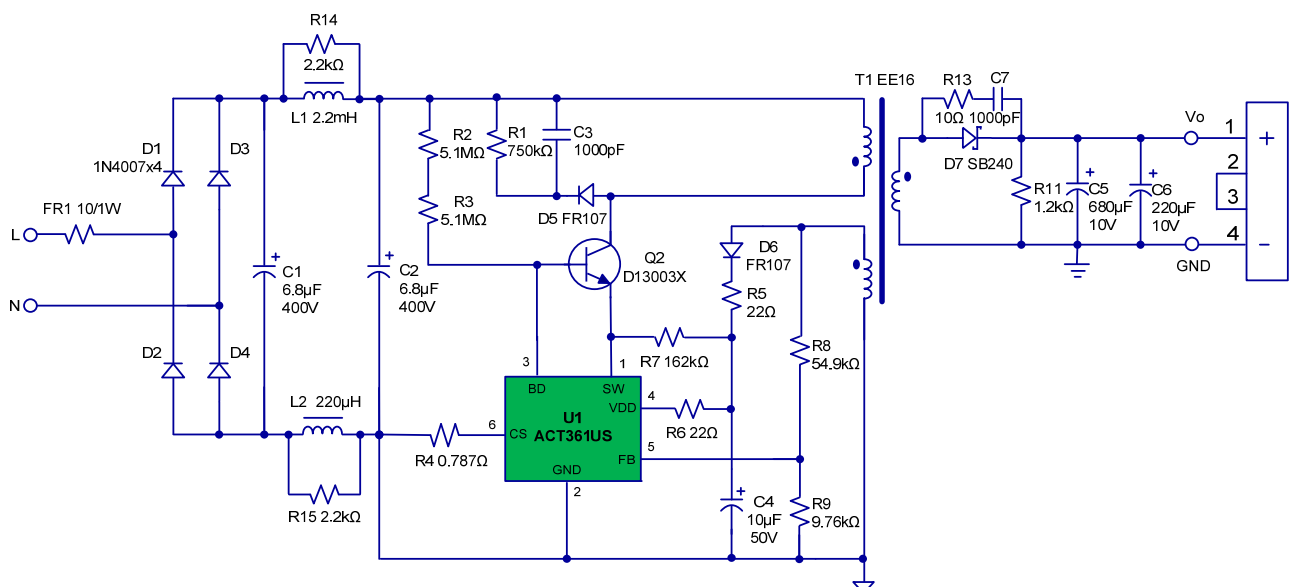 R14
2.2kΩ
L1 2.2mH
T1 EE16
R13
C7
10Ω
1000pF
D7 SB240
Vo
1
+
2
3
4
−
GND
D1
1N4007x4
D3
R2
5.1MΩ
R1
750kΩ
C3
1000pF
R3
5.1MΩ
D5 FR107
R11
1.2kΩ
C5
680µF
10V
+
C6
220µF
10V
+
FR1 10/1W
L
N
C1
6.8µF
400V
+
C2
6.8µF
400V
+
Q2
D13003X
D6
FR107
R5
22Ω
R7 162kΩ
R8
54.9kΩ
D2
D4
3
1
BD
SW
4
VDD
U1
ACT361US
R6 22Ω
L2 220µH
6
CS
5
FB
R4 0.787Ω
GND
2
R15 2.2kΩ
C4
10µF
50V
+
R9
9.76kΩ